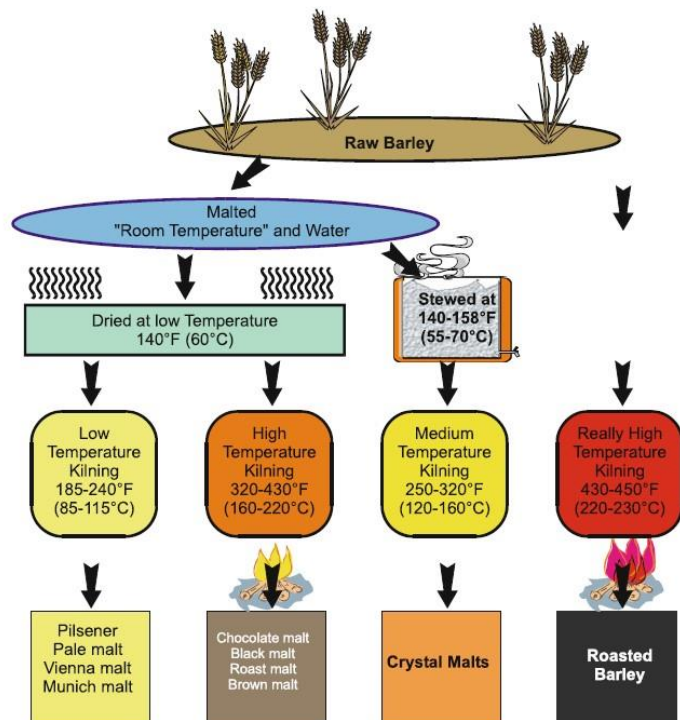 Raw Barley
Malted
"Room Temperature" and Water
Dried at low Temperature
140°F (60°C)
Stewed at
140-158°F
(55-70°C)
Low
Temperature
Kilning
185-240°F
(85-115°C)
High
Temperature
Kilning
320-430°F
(160-220°C)
Medium
Temperature
Kilning
250-320°F
(120-160°C)
Really High
Temperature
Kilning
430-450°F
(220-230°C)
Pilsener
Pale malt
Vienna malt
Munich malt
Chocolate malt
Black malt
Roast malt
Brown malt
Crystal Malts
Roasted
Barley